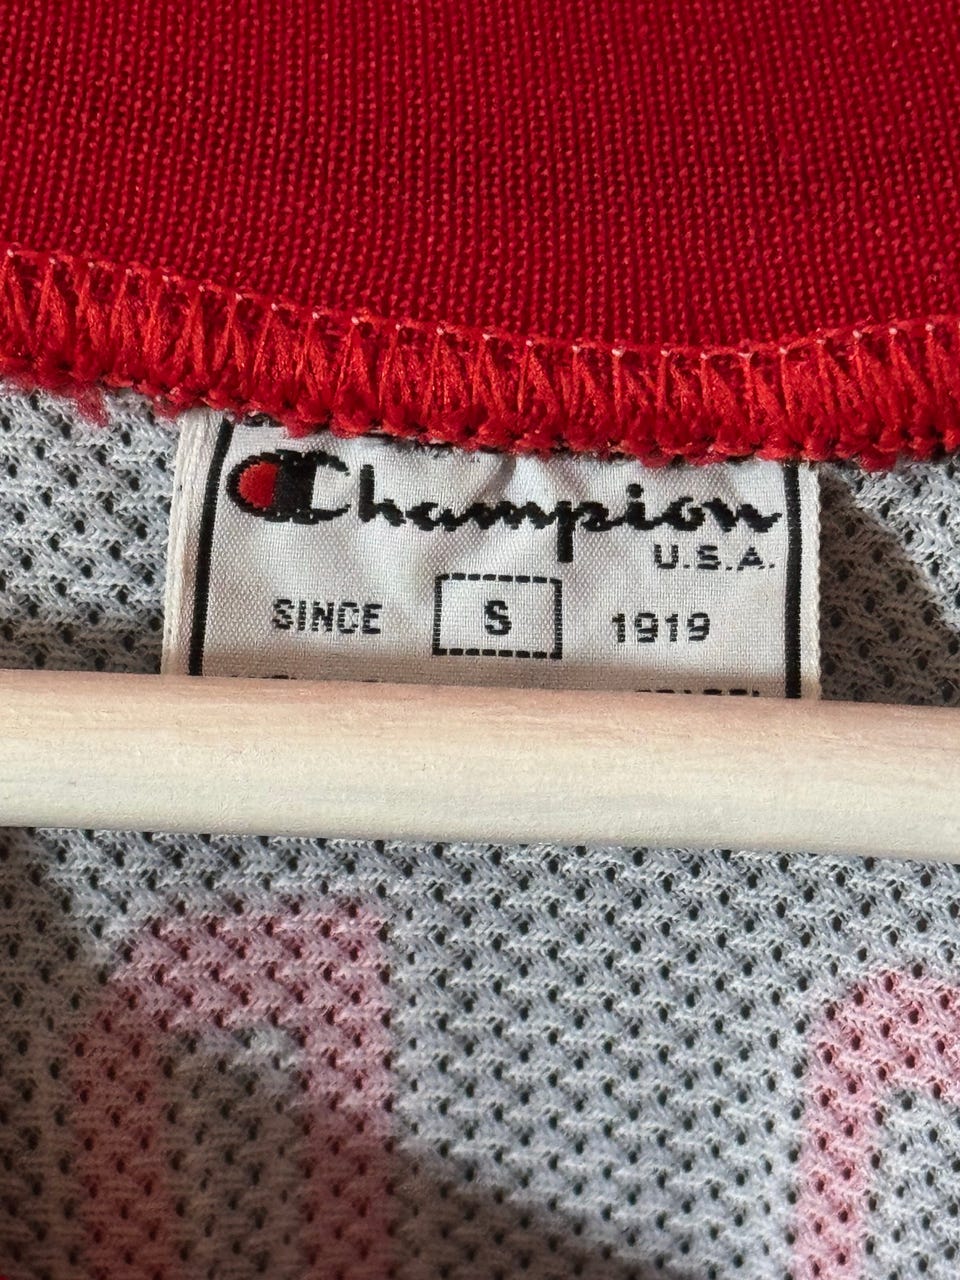 Champion
U.S.A.
SINCE S 1919